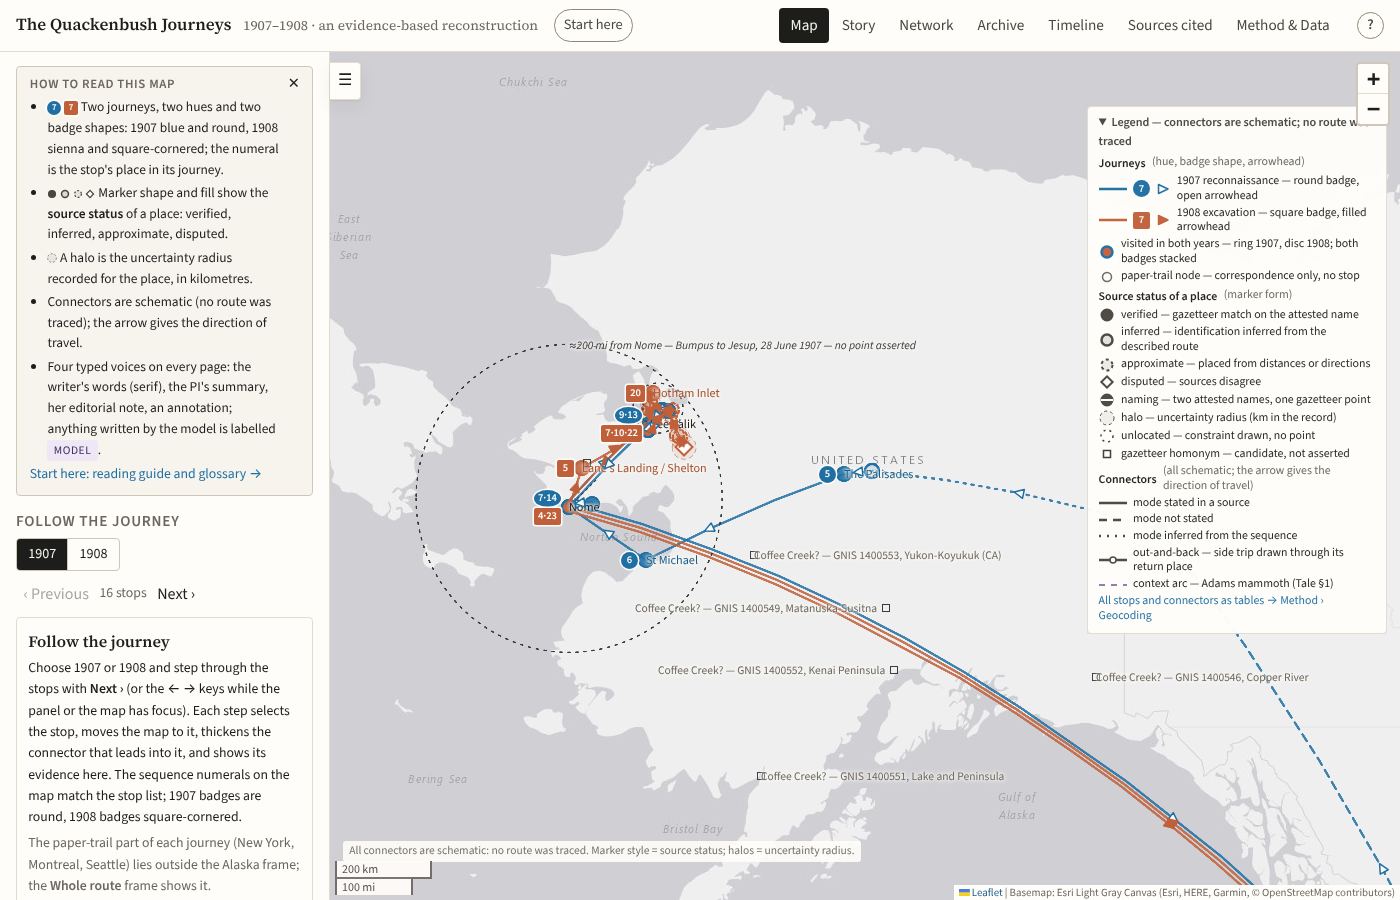 The Quackenbush Journeys 1907–1908 · an evidence-based reconstruction Start here
Map Story Network Archive Timeline Sources cited Method & Data ?
HOW TO READ THIS MAP ✕
• 7 7 Two journeys, two hues and two
badge shapes: 1907 blue and round, 1908
sienna and square-cornered; the numeral
is the stop's place in its journey.
• Marker shape and fill show the
source status of a place: verified,
inferred, approximate, disputed.
• A halo is the uncertainty radius
recorded for the place, in kilometres.
• Connectors are schematic (no route was
traced); the arrow gives the direction of
travel.
• Four typed voices on every page: the
writer's words (serif), the PI's summary,
her editorial note, an annotation;
anything written by the model is labelled
MODEL .
Start here: reading guide and glossary →
FOLLOW THE JOURNEY
1907 1908
‹ Previous 16 stops Next ›
Follow the journey
Choose 1907 or 1908 and step through the
stops with Next › (or the ← → keys while the
panel or the map has focus). Each step selects
the stop, moves the map to it, thickens the
connector that leads into it, and shows its
evidence here. The sequence numerals on the
map match the stop list; 1907 badges are
round, 1908 badges square-cornered.
The paper-trail part of each journey (New York,
Montreal, Seattle) lies outside the Alaska frame;
the Whole route frame shows it.
☰
Chukchi Sea
East
Siberian
Sea
≈200 mi from Nome — Bumpus to Jesup, 28 June 1907 — no point asserted
20 Hotham Inlet
9·13
7·10·22
5 Lane's Landing / Shelton
7·14
4·23 Nome
Norton Sound
6 St Michael
UNITED STATES
5 The Palisades
Coffee Creek? — GNIS 1400553, Yukon-Koyukuk (CA)
Coffee Creek? — GNIS 1400549, Matanuska-Susitna
Coffee Creek? — GNIS 1400552, Kenai Peninsula
Coffee Creek? — GNIS 1400546, Copper River
Coffee Creek? — GNIS 1400551, Lake and Peninsula
Bering Sea
Gulf of
Alaska
Bristol Bay
All connectors are schematic: no route was traced. Marker style = source status; halos = uncertainty radius.
200 km
100 mi
+
−
▼ Legend — connectors are schematic; no route
traced
Journeys (hue, badge shape, arrowhead)
7 1907 reconnaissance — round badge,
open arrowhead
7 1908 excavation — square badge, filled
arrowhead
visited in both years — ring 1907, disc 1908; both
badges stacked
paper-trail node — correspondence only, no stop
Source status of a place (marker form)
verified — gazetteer match on the attested name
inferred — identification inferred from the
described route
approximate — placed from distances or directions
disputed — sources disagree
naming — two attested names, one gazetteer point
halo — uncertainty radius (km in the record)
unlocated — constraint drawn, no point
gazetteer homonym — candidate, not asserted
Connectors (all schematic; the arrow gives the
direction of travel)
mode stated in a source
mode not stated
mode inferred from the sequence
out-and-back — side trip drawn through its
return place
context arc — Adams mammoth (Tale §1)
All stops and connectors as tables → Method ›
Geocoding
Leaflet | Basemap: Esri Light Gray Canvas (Esri, HERE, Garmin, © OpenStreetMap contributors)